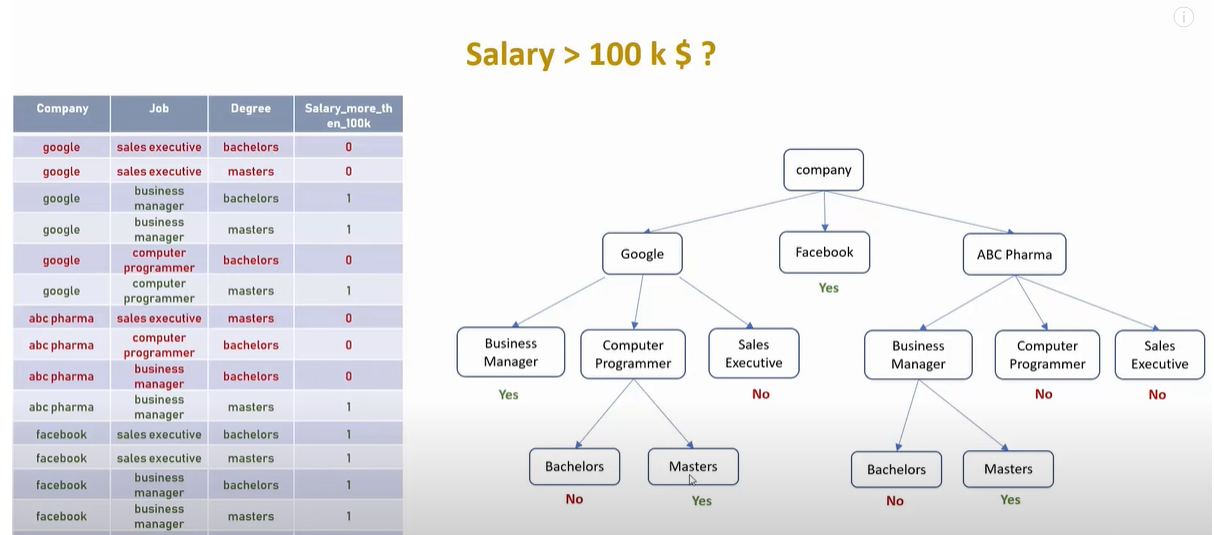 Salary > 100 k $ ?
Company Job Degree Salary_more_th
en_100k
google sales executive bachelors 0
google sales executive masters 0
google business
manager bachelors 1
google business
manager masters 1
google computer
programmer bachelors 0
google computer
programmer masters 1
abc pharma sales executive masters 0
abc pharma computer
programmer bachelors 0
abc pharma business
manager bachelors 0
abc pharma business
manager masters 1
facebook sales executive bachelors 1
facebook sales executive masters 1
facebook business
manager bachelors 1
facebook business
manager masters 1
company
Google
Facebook
ABC Pharma
Yes
Business
Manager
Computer
Programmer
Sales
Executive
Business
Manager
Computer
Programmer
Sales
Executive
Yes
No
No
No
Bachelors
Masters
Bachelors
Masters
No
Yes
No
Yes